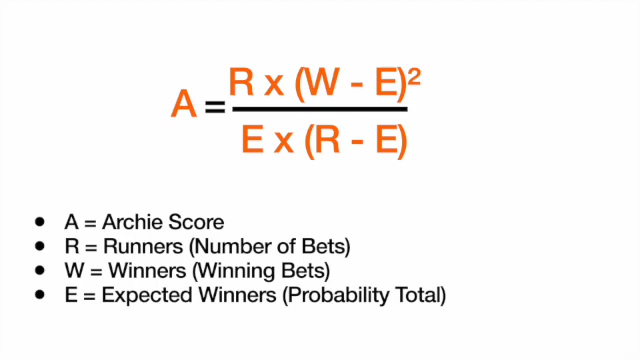 A = R x (W - E)²
E x (R - E)
• A = Archie Score
• R = Runners (Number of Bets)
• W = Winners (Winning Bets)
• E = Expected Winners (Probability Total)